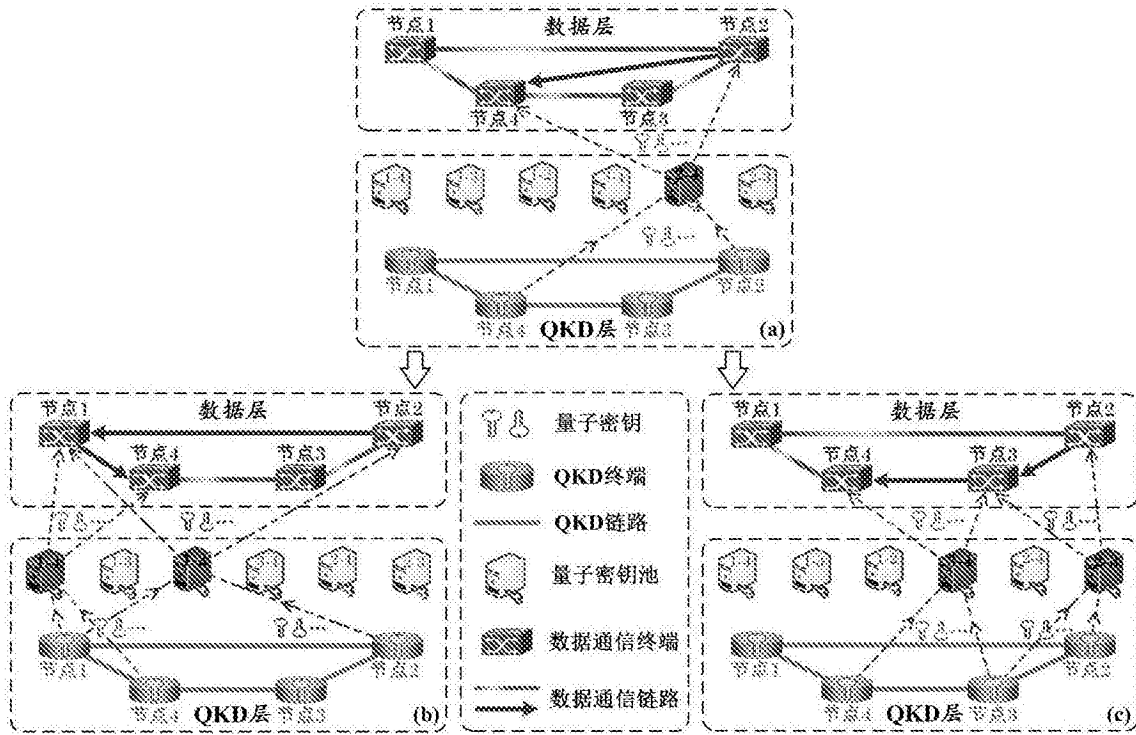 节点1
数据层
节点2
节点4
节点3
节点1
节点2
节点4
QKD层
节点3
(a)
节点1
数据层
节点2
节点4
节点3
节点1
节点2
节点4
QKD层
节点3
(b)
量子密钥
QKD终端
QKD链路
量子密钥池
数据通信终端
数据通信链路
节点1
数据层
节点2
节点4
节点3
节点1
节点2
节点4
QKD层
节点3
(c)